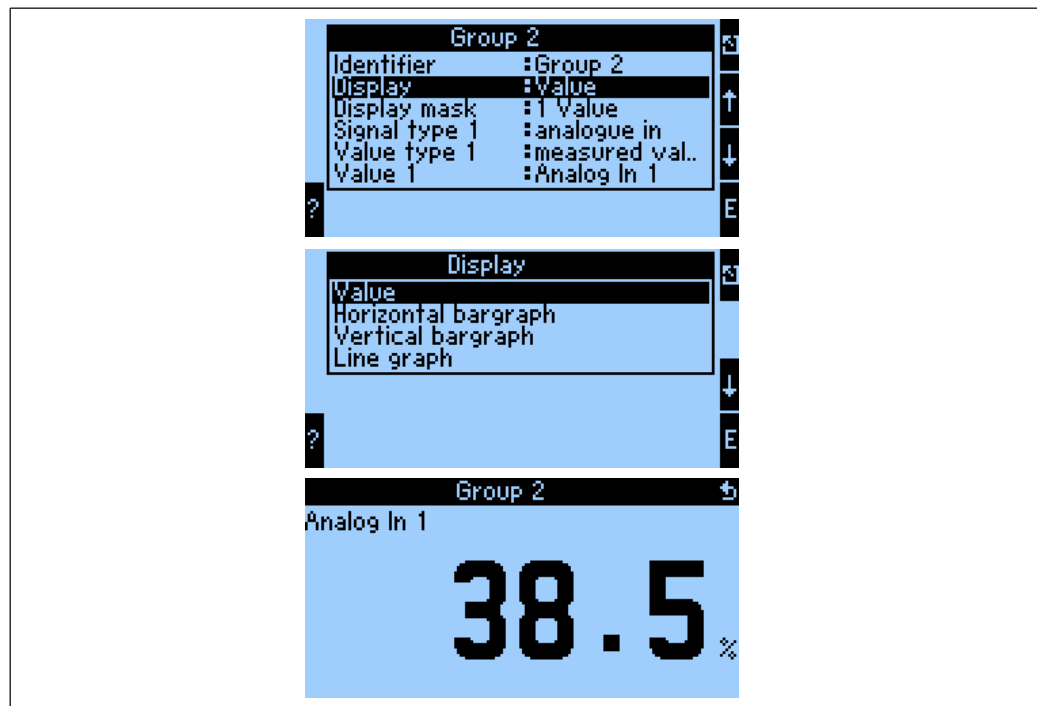 Group 2
Identifier :Group 2
Display :Value
Display mask :1 Value
Signal type 1 :analogue in
Value type 1 :measured val..
Value 1 :Analog In 1
↑
↓
? E
Display
Value
Horizontal bargraph
Vertical bargraph
Line graph
↓
? E
Group 2
Analog In 1
38.5 %